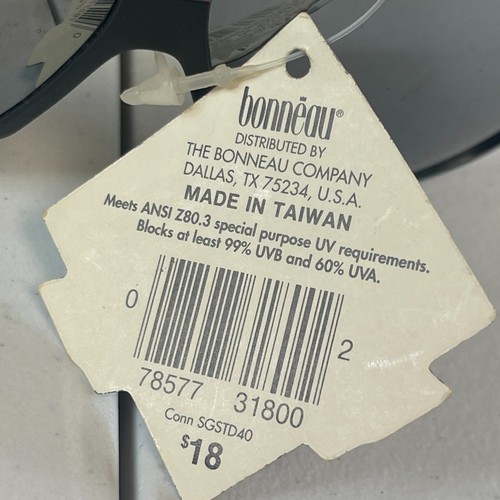 bonnēau®
DISTRIBUTED BY
THE BONNEAU COMPANY
DALLAS, TX 75234, U.S.A.
MADE IN TAIWAN
Meets ANSI Z80.3 special purpose UV requirements.
Blocks at least 99% UVB and 60% UVA.
0 78577 31800 2
Conn SGSTD40
$18